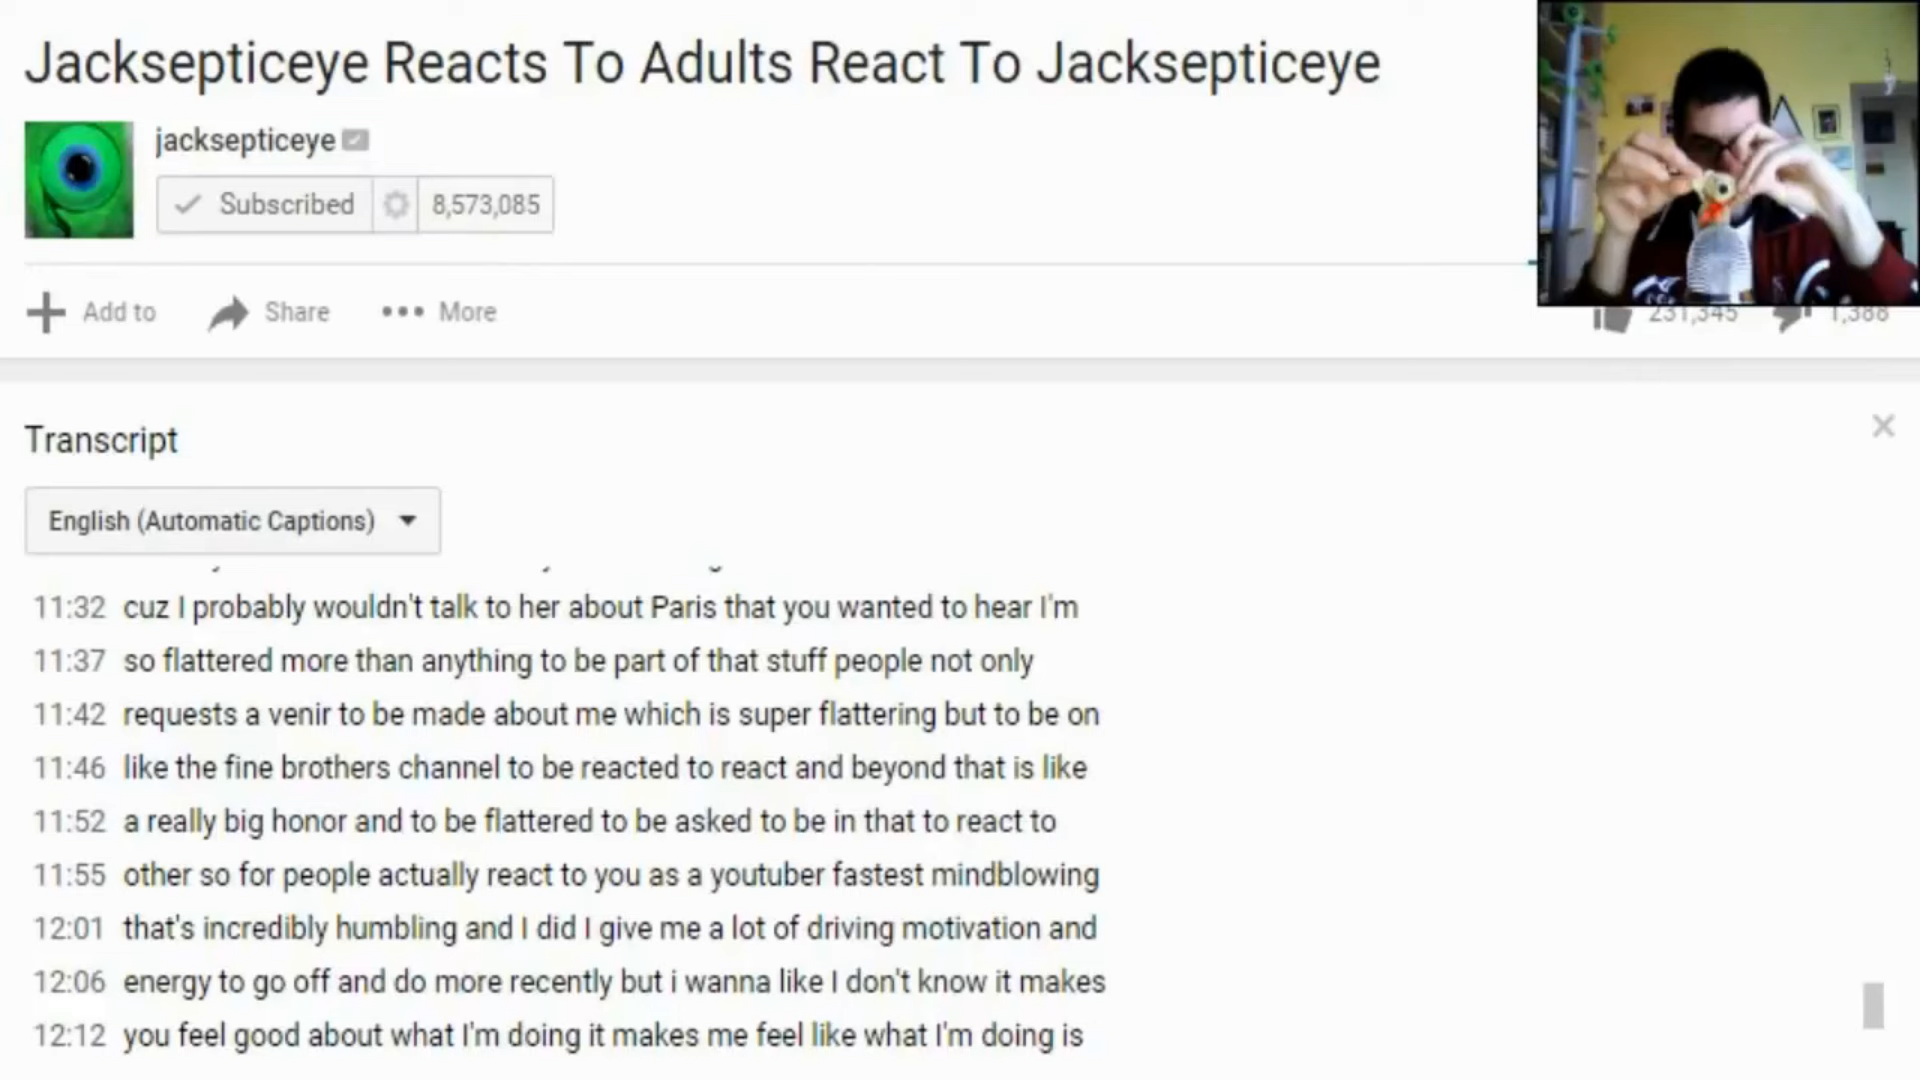 Jacksepticeye Reacts To Adults React To Jacksepticeye
jacksepticeye
Subscribed 8,573,085
Add to Share More 231,345 1,388
Transcript
English (Automatic Captions)
11:32 cuz I probably wouldn't talk to her about Paris that you wanted to hear I'm
11:37 so flattered more than anything to be part of that stuff people not only
11:42 requests a venir to be made about me which is super flattering but to be on
11:46 like the fine brothers channel to be reacted to react and beyond that is like
11:52 a really big honor and to be flattered to be asked to be in that to react to
11:55 other so for people actually react to you as a youtuber fastest mindblowing
12:01 that's incredibly humbling and I did I give me a lot of driving motivation and
12:06 energy to go off and do more recently but i wanna like I don't know it makes
12:12 you feel good about what I'm doing it makes me feel like what I'm doing is